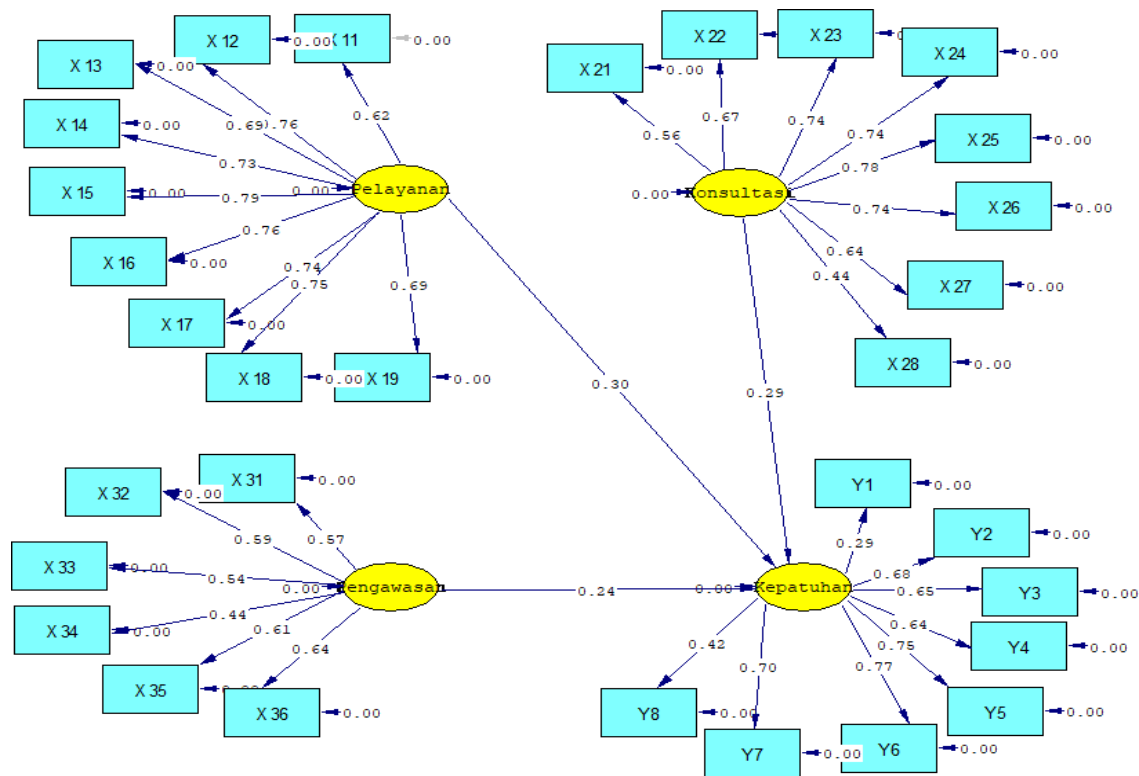 X 12
0.00
X 11
0.00
X 13
0.00
X 14
0.00
X 15
0.00
X 16
0.00
X 17
0.00
X 18
0.00
X 19
0.00
0.62
0.76
0.69
0.73
0.79
0.76
0.74
0.75
0.69
0.00
Pelayanan
X 21
0.00
X 22
X 23
X 24
0.00
X 25
0.00
X 26
0.00
X 27
0.00
X 28
0.00
0.56
0.67
0.74
0.74
0.78
0.74
0.64
0.44
0.00
Konsultasi
0.30
0.29
X 31
0.00
X 32
0.00
X 33
0.00
X 34
0.00
X 35
X 36
0.00
0.57
0.59
0.54
0.44
0.61
0.64
0.00
Pengawasan
0.24
0.00
Kepatuhan
Y1
0.00
Y2
0.00
Y3
0.00
Y4
0.00
Y5
0.00
Y6
0.00
Y7
0.00
Y8
0.00
0.29
0.68
0.65
0.64
0.75
0.77
0.70
0.42